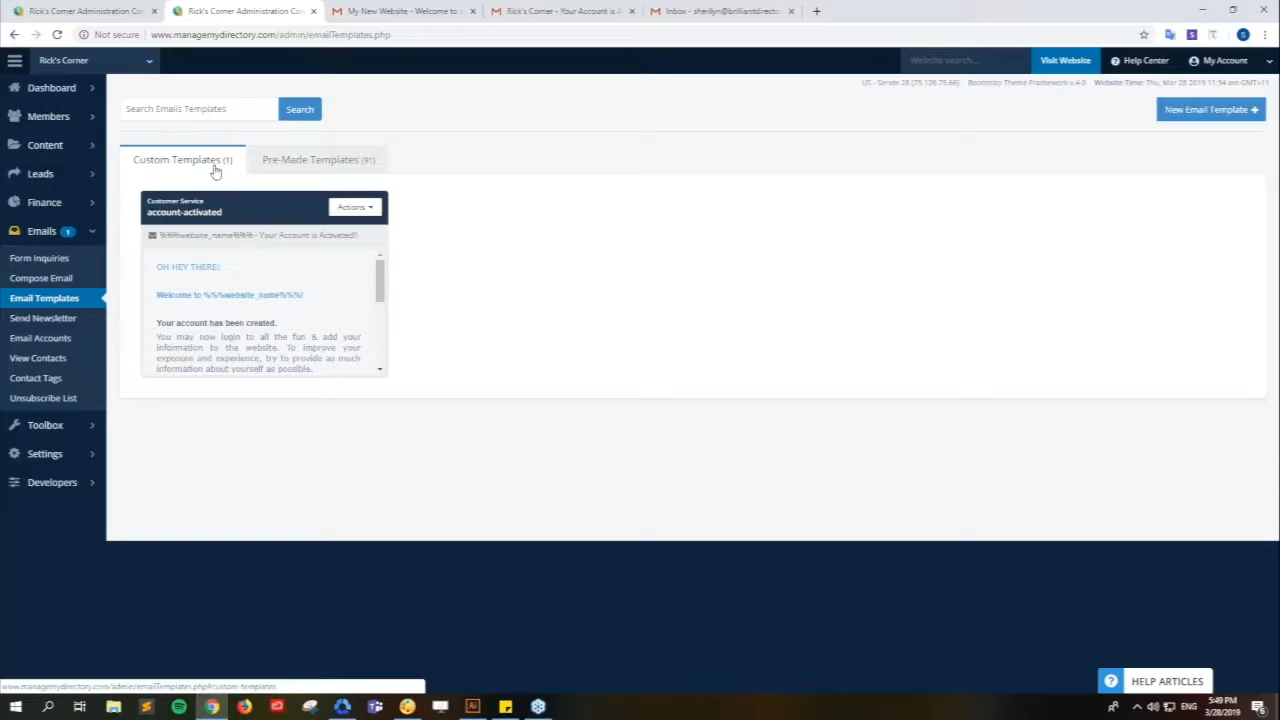 Rick's Corner Administration Co
Rick's Corner Administration Co
My New Website - Welcome to
Rick's Corner - Your Account is A
Inbox - sherilyn@brilliantdirecto
Not secure
www.managemydirectory.com/admin/emailTemplates.php
Rick's Corner
Website search...
Visit Website
Help Center
My Account
US - Server 28 (75.126.75.66) Bootstrap Theme Framework v 4.0 Website Time: Thu, Mar 28 2019 11:34 am GMT+11
Dashboard
Members
Content
Leads
Finance
Emails 1
Form Inquiries
Compose Email
Email Templates
Send Newsletter
Email Accounts
View Contacts
Contact Tags
Unsubscribe List
Toolbox
Settings
Developers
Search Emails Templates
Search
New Email Template +
Custom Templates (1)
Pre-Made Templates (91)
Customer Service
account-activated
Actions
%%%website_name%%% - Your Account is Activated!!
OH HEY THERE!
Welcome to %%%website_name%%%!
Your account has been created.
You may now login to all the fun & add your
information to the website. To improve your
exposure and experience, try to provide as much
information about yourself as possible.
www.managemydirectory.com/admin/emailTemplates.php#custom-templates
HELP ARTICLES
ENG
5:49 PM
3/28/2019